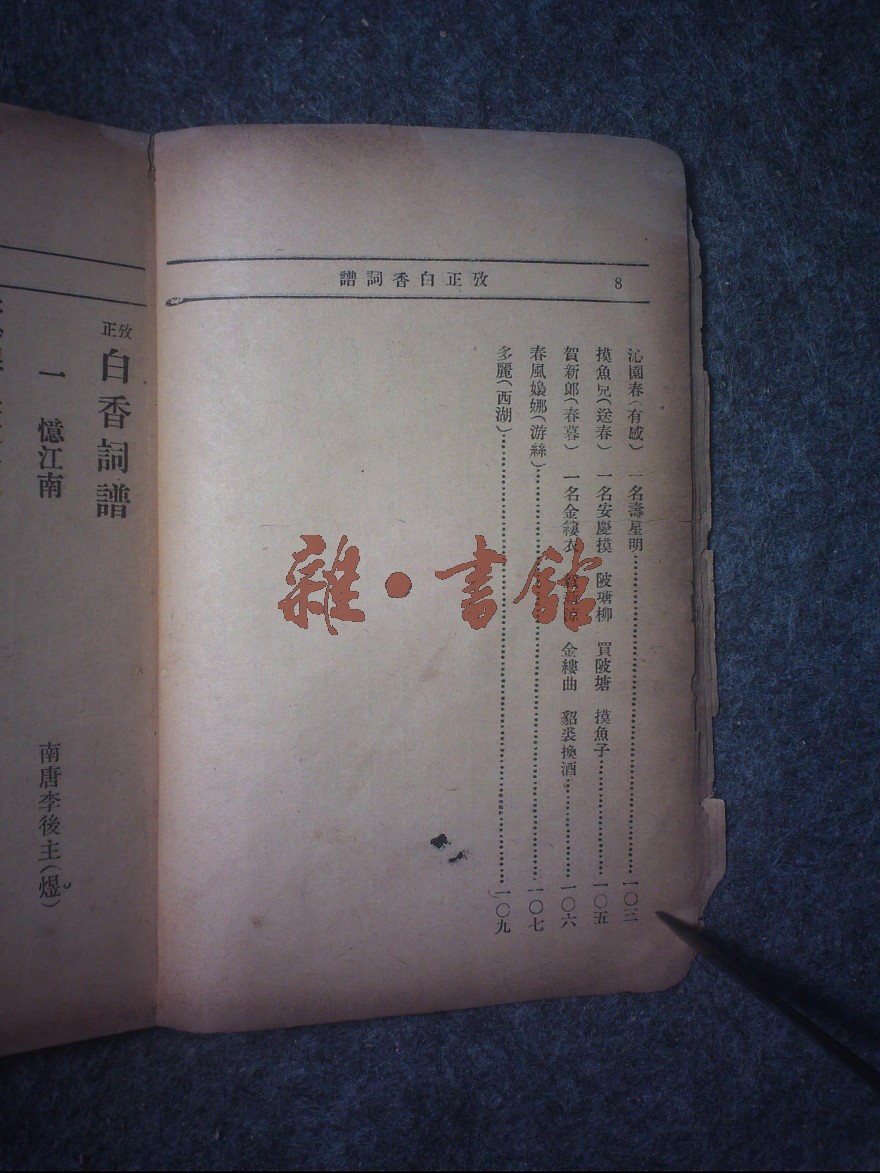 8
攷正白香詞譜
沁園春(有感) 一名壽星明……一〇三
摸魚兒(送春) 一名安慶摸 陂塘柳 買陂塘 摸魚子……一〇五
賀新郞(春暮) 一名金縷衣 金縷曲 貂裘換酒……一〇六
春風嬝娜(游絲)……一〇七
多麗(西湖)……一〇九
雜·書館
攷正白香詞譜
一 憶江南
南唐李後主(煜)